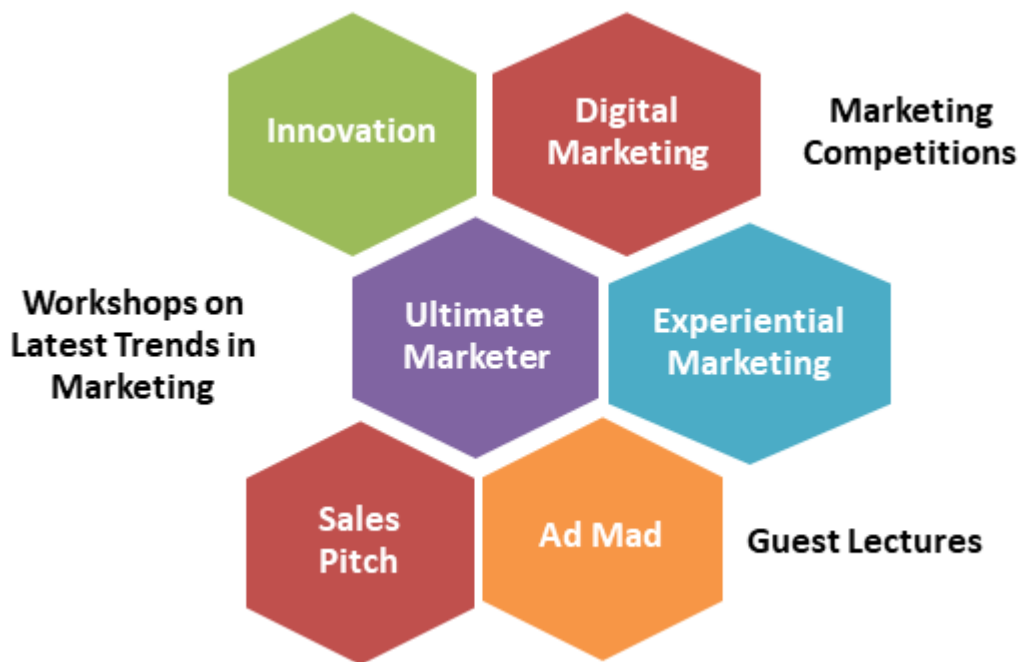 Innovation
Digital
Marketing
Marketing
Competitions
Workshops on
Latest Trends in
Marketing
Ultimate
Marketer
Experiential
Marketing
Sales
Pitch
Ad Mad
Guest Lectures